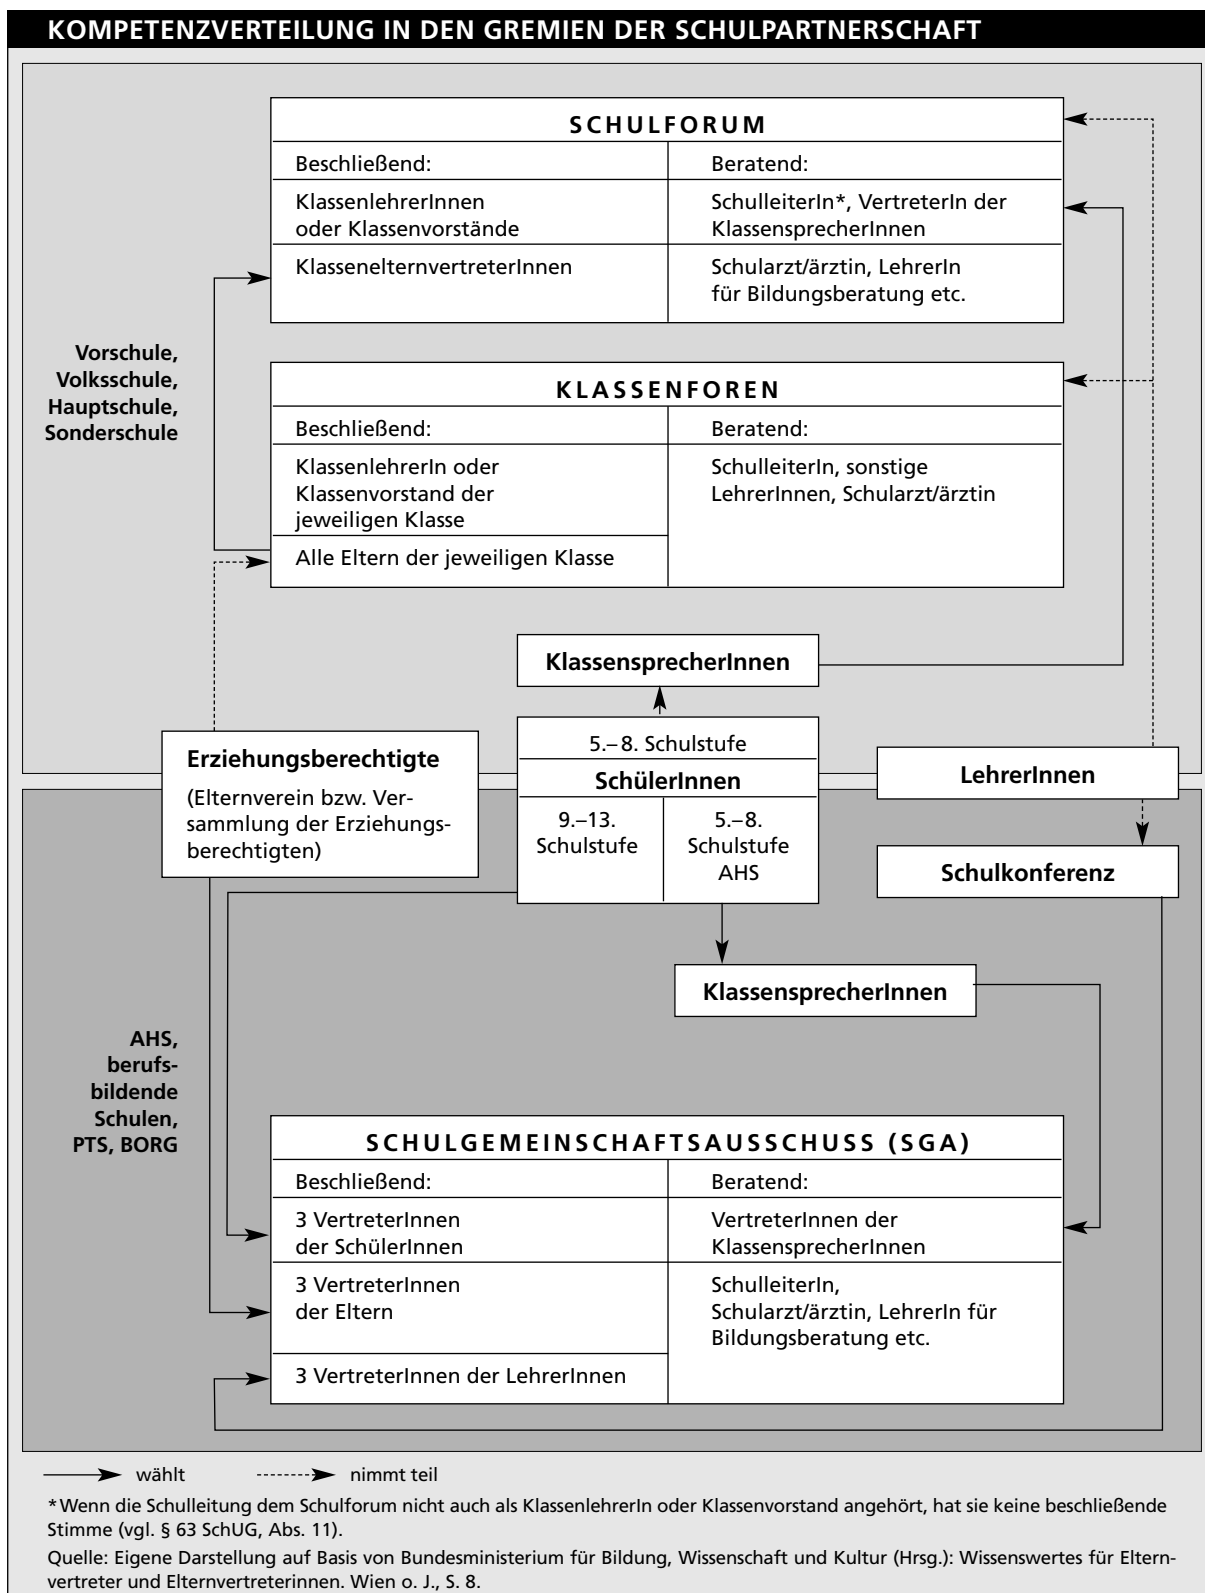 KOMPETENZVERTEILUNG IN DEN GREMIEN DER SCHULPARTNERSCHAFT
SCHULFORUM
Beschließend:
Beratend:
KlassenlehrerInnen
oder Klassenvorstände
SchulleiterIn*, VertreterIn der
KlassensprecherInnen
KlassenelternvertreterInnen
Schularzt/ärztin, LehrerIn
für Bildungsberatung etc.
Vorschule,
Volksschule,
Hauptschule,
Sonderschule
KLASSENFOREN
Beschließend:
Beratend:
KlassenlehrerIn oder
Klassenvorstand der
jeweiligen Klasse
SchulleiterIn, sonstige
LehrerInnen, Schularzt/ärztin
Alle Eltern der jeweiligen Klasse
KlassensprecherInnen
Erziehungsberechtigte
(Elternverein bzw. Ver-
sammlung der Erziehungs-
berechtigten)
5.–8. Schulstufe
SchülerInnen
9.–13.
Schulstufe
5.–8.
Schulstufe
AHS
LehrerInnen
Schulkonferenz
KlassensprecherInnen
AHS,
berufs-
bildende
Schulen,
PTS, BORG
SCHULGEMEINSCHAFTSAUSSCHUSS (SGA)
Beschließend:
Beratend:
3 VertreterInnen
der SchülerInnen
VertreterInnen der
KlassensprecherInnen
3 VertreterInnen
der Eltern
SchulleiterIn,
Schularzt/ärztin, LehrerIn für
Bildungsberatung etc.
3 VertreterInnen der LehrerInnen
wählt
nimmt teil
*Wenn die Schulleitung dem Schulforum nicht auch als KlassenlehrerIn oder Klassenvorstand angehört, hat sie keine beschließende
Stimme (vgl. § 63 SchUG, Abs. 11).
Quelle: Eigene Darstellung auf Basis von Bundesministerium für Bildung, Wissenschaft und Kultur (Hrsg.): Wissenswertes für Eltern-
vertreter und Elternvertreterinnen. Wien o. J., S. 8.